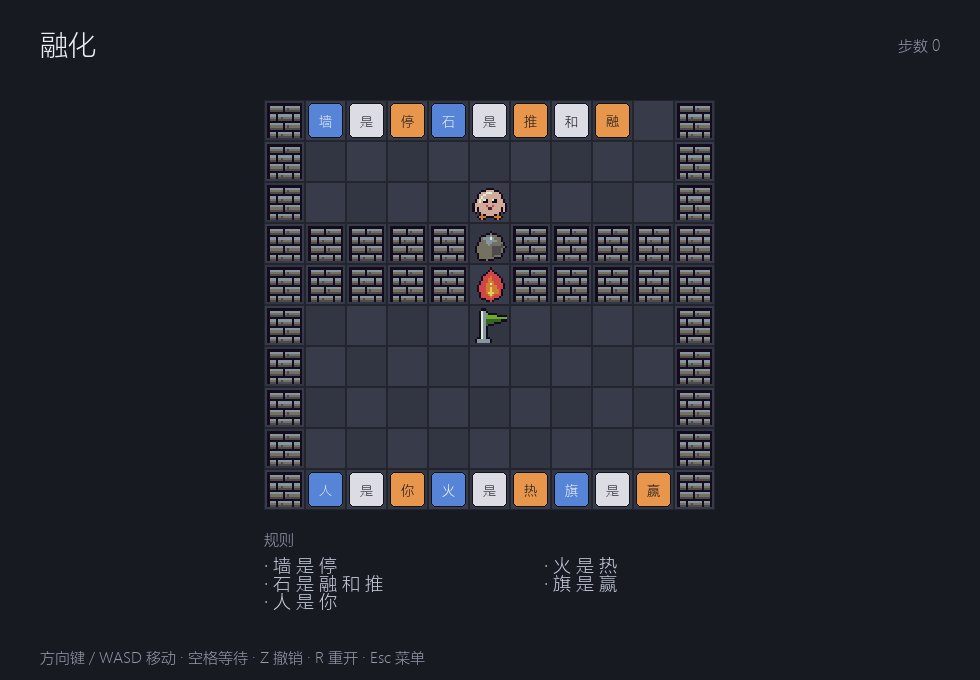 融化
步数 0
墙 是 停 石 是 推 和 融
人 是 你 火 是 热 旗 是 赢
规则
· 墙 是 停
· 石 是 融 和 推
· 人 是 你
· 火 是 热
· 旗 是 赢
方向键 / WASD 移动 · 空格等待 · Z 撤销 · R 重开 · Esc 菜单